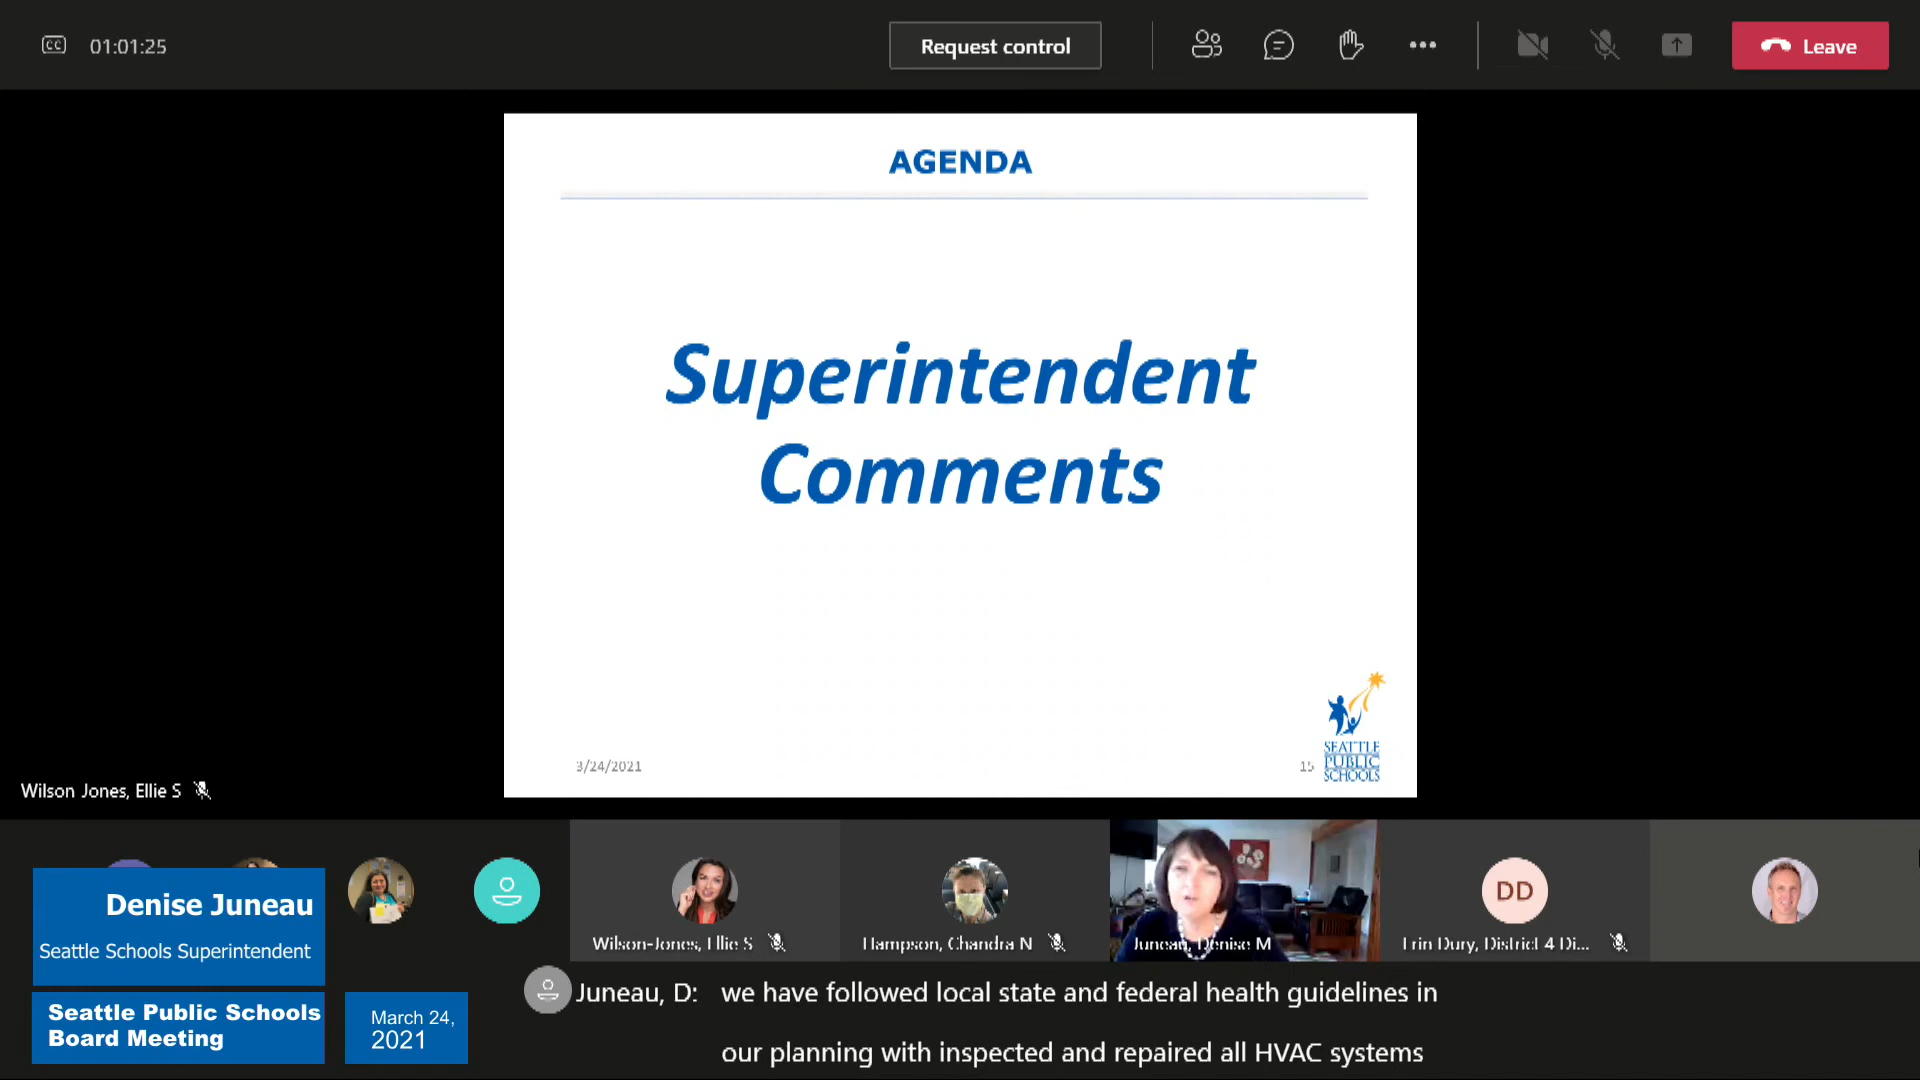 CC 01:01:25 Request control Leave
AGENDA
Superintendent
Comments
3/24/2021
15
SEATTLE
PUBLIC
SCHOOLS
Wilson Jones, Ellie S
Denise Juneau
Seattle Schools Superintendent
Seattle Public Schools
Board Meeting
March 24,
2021
Wilson-Jones, Ellie S
Hampson, Chandra N
Juneau, Denise M
DD
Erin Dury, District 4 Di...
Juneau, D: we have followed local state and federal health guidelines in
our planning with inspected and repaired all HVAC systems